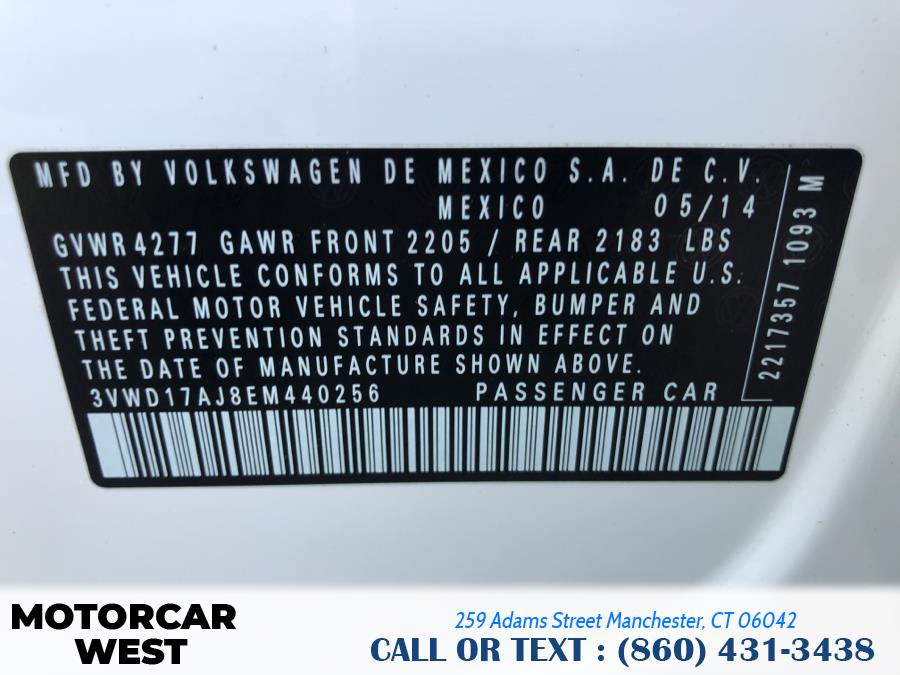 MFD BY VOLKSWAGEN DE MEXICO S.A. DE C.V.
MEXICO 05/14
GVWR 4277 GAWR FRONT 2205 / REAR 2183 LBS
THIS VEHICLE CONFORMS TO ALL APPLICABLE U.S.
FEDERAL MOTOR VEHICLE SAFETY, BUMPER AND
THEFT PREVENTION STANDARDS IN EFFECT ON
THE DATE OF MANUFACTURE SHOWN ABOVE.
3VWD17AJ8EM440256 PASSENGER CAR
2217357 1093 M
MOTORCAR
WEST
259 Adams Street Manchester, CT 06042
CALL OR TEXT : (860) 431-3438